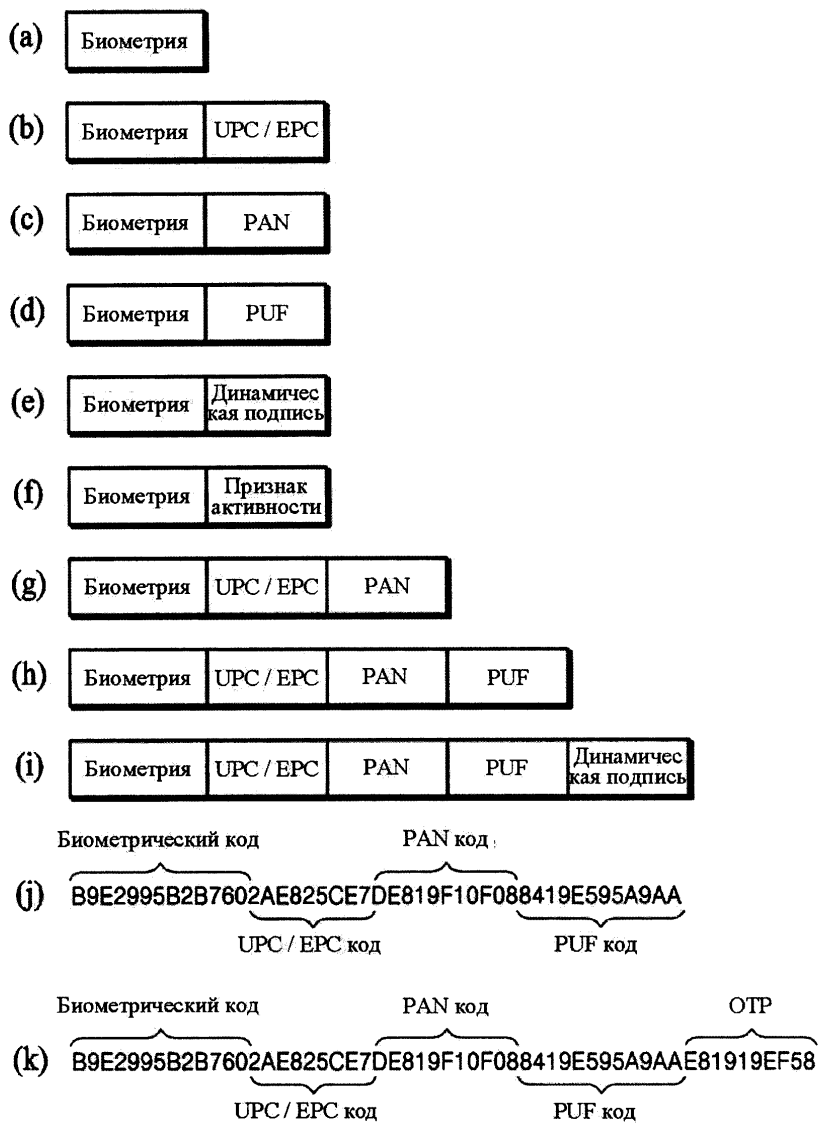 (a) Биометрия
(b) Биометрия UPC / EPC
(c) Биометрия PAN
(d) Биометрия PUF
(e) Биометрия Динамичес
кая подпись
(f) Биометрия Признак
активности
(g) Биометрия UPC / EPC PAN
(h) Биометрия UPC / EPC PAN PUF
(i) Биометрия UPC / EPC PAN PUF Динамичес
кая подпись
Биометрический код PAN код
(j) B9E2995B2B7602AE825CE7DE819F10F088419E595A9AA
UPC / EPC код PUF код
Биометрический код PAN код OTP
(k) B9E2995B2B7602AE825CE7DE819F10F088419E595A9AAE81919EF58
UPC / EPC код PUF код